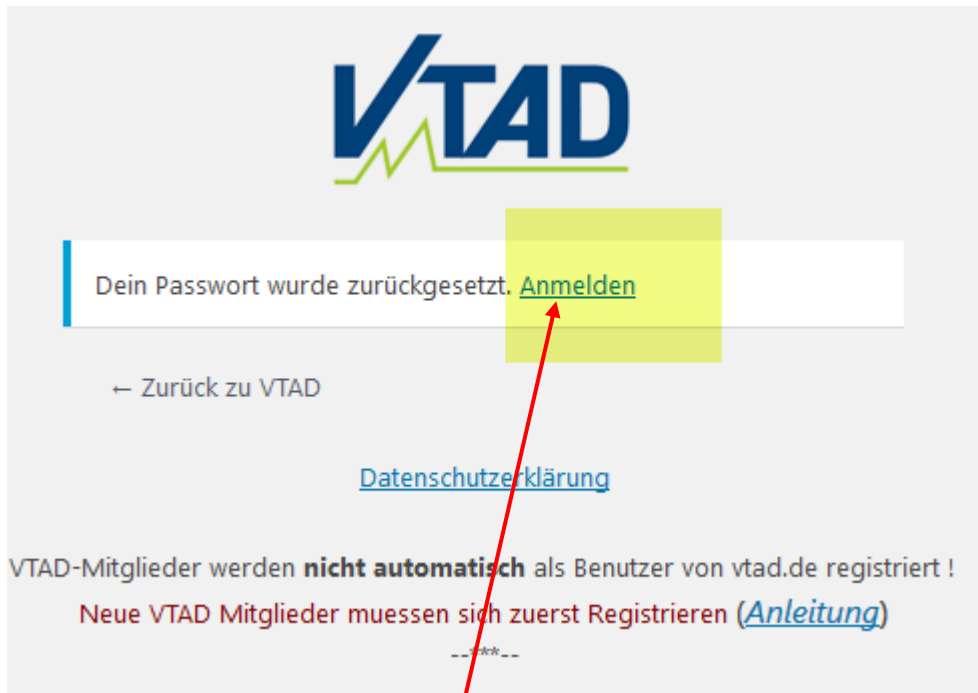 VTAD
Dein Passwort wurde zurückgesetzt. Anmelden
← Zurück zu VTAD
Datenschutzerklärung
VTAD-Mitglieder werden nicht automatisch als Benutzer von vtad.de registriert !
Neue VTAD Mitglieder muessen sich zuerst Registrieren (Anleitung)
--***--